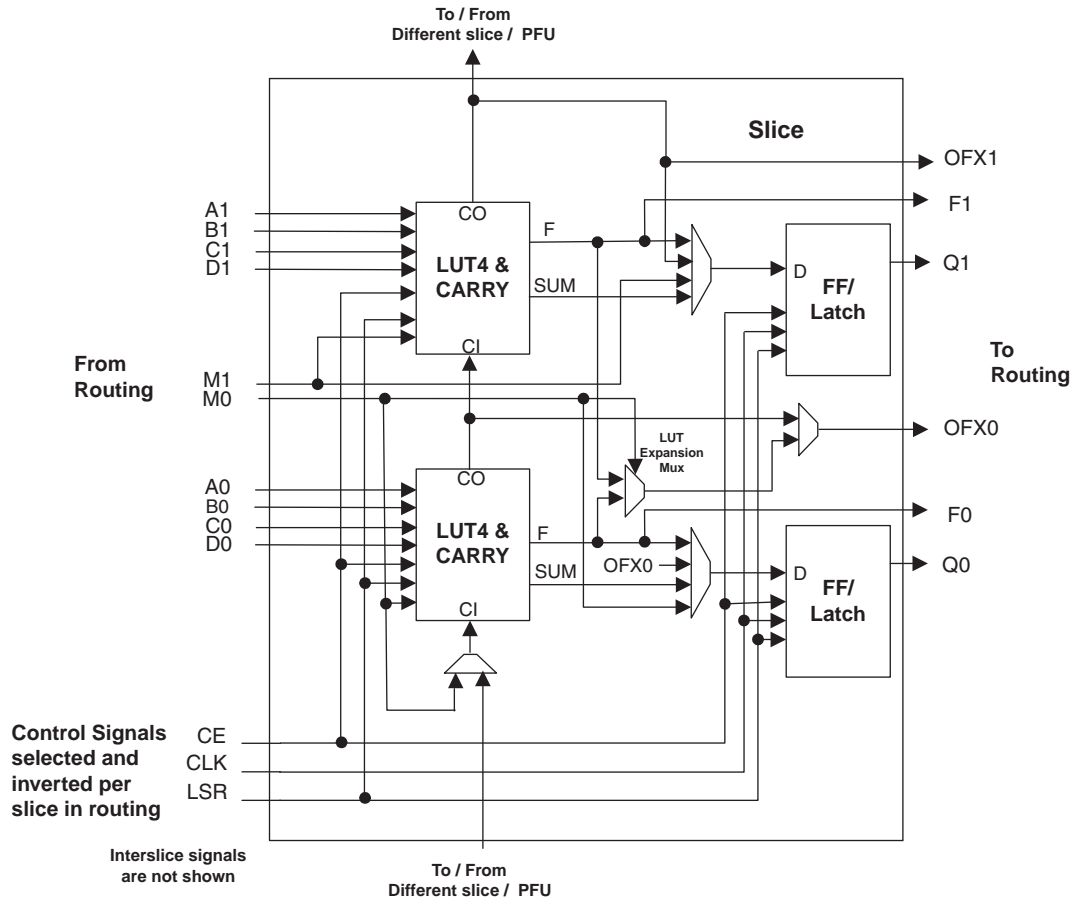 To / From
Different slice / PFU
Slice
OFX1
F1
A1
B1
C1
D1
CO
LUT4 &
CARRY
F
SUM
CI
D
FF/
Latch
Q1
From
Routing
M1
M0
To
Routing
OFX0
LUT
Expansion
Mux
A0
B0
C0
D0
CO
LUT4 &
CARRY
F
SUM
CI
OFX0
F0
D
FF/
Latch
Q0
Control Signals
selected and
inverted per
slice in routing
CE
CLK
LSR
Interslice signals
are not shown
To / From
Different slice / PFU